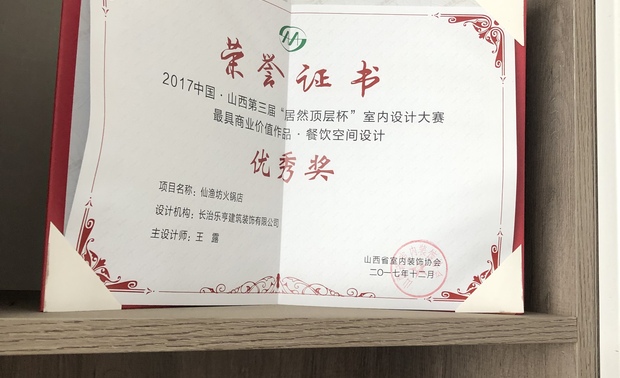 荣誉证书
2017中国·山西第三届“居然顶层杯”室内设计大赛
最具商业价值作品·餐饮空间设计
优秀奖
项目名称：仙渔坊火锅店
设计机构：长治乐亨建筑装饰有限公司
主设计师：王 露
山西省室内装饰协会
二〇一七年十二月